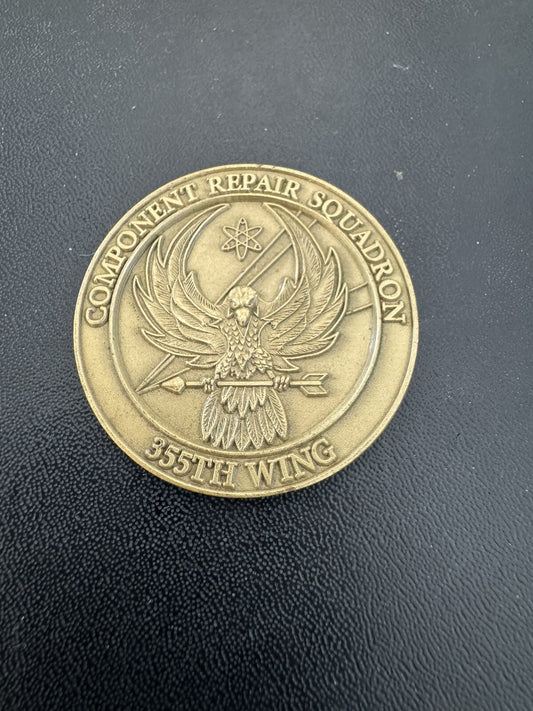 COMPONENT REPAIR SQUADRON
355TH WING